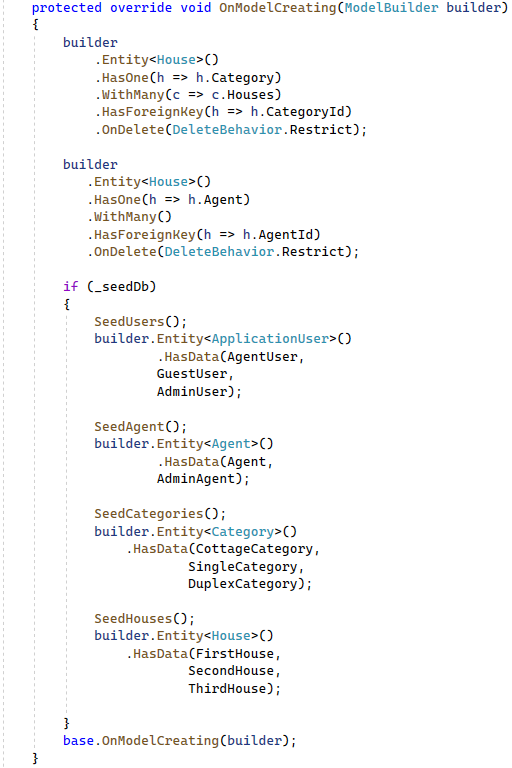 protected override void OnModelCreating(ModelBuilder builder)
{
    builder
        .Entity<House>()
        .HasOne(h => h.Category)
        .WithMany(c => c.Houses)
        .HasForeignKey(h => h.CategoryId)
        .OnDelete(DeleteBehavior.Restrict);

    builder
       .Entity<House>()
       .HasOne(h => h.Agent)
       .WithMany()
       .HasForeignKey(h => h.AgentId)
       .OnDelete(DeleteBehavior.Restrict);

    if (_seedDb)
    {
        SeedUsers();
        builder.Entity<ApplicationUser>()
                .HasData(AgentUser,
                GuestUser,
                AdminUser);

        SeedAgent();
        builder.Entity<Agent>()
                .HasData(Agent,
                AdminAgent);

        SeedCategories();
        builder.Entity<Category>()
            .HasData(CottageCategory,
                    SingleCategory,
                    DuplexCategory);

        SeedHouses();
        builder.Entity<House>()
            .HasData(FirstHouse,
                    SecondHouse,
                    ThirdHouse);

    }
    base.OnModelCreating(builder);
}